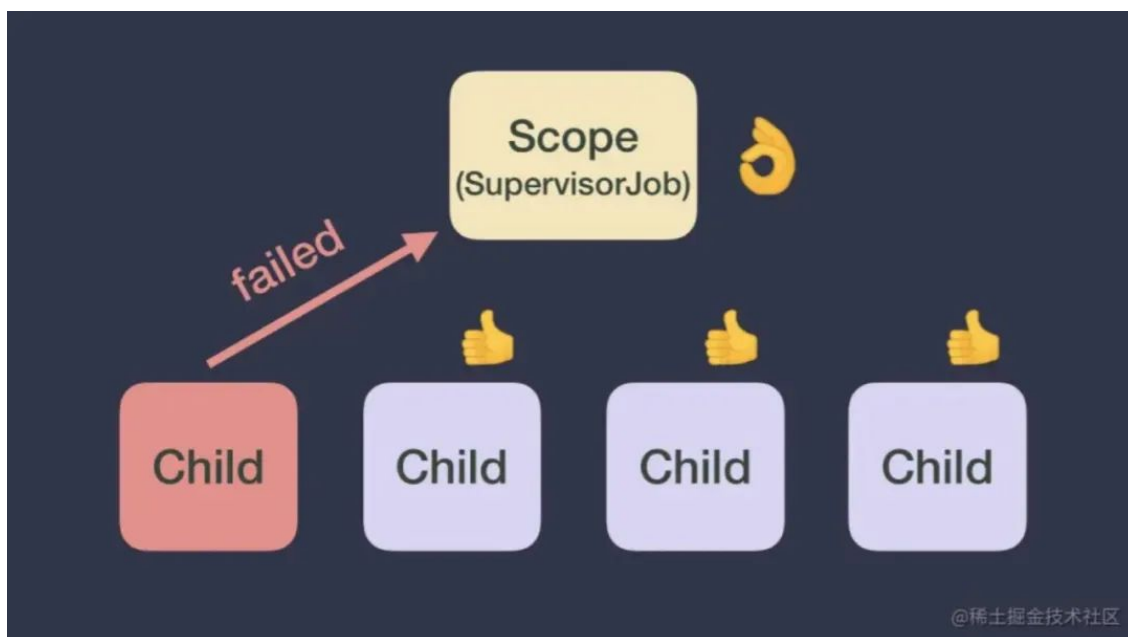 Scope
(SupervisorJob)
failed
Child
Child
Child
Child
@稀土掘金技术社区